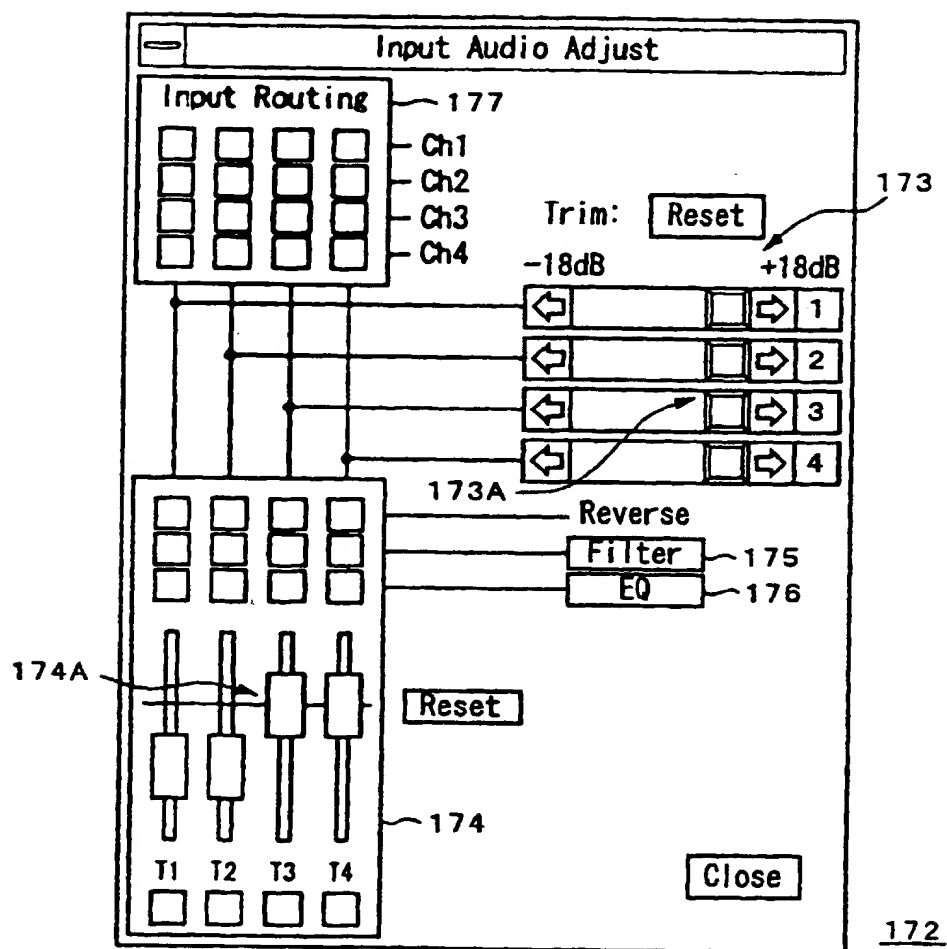 Input Audio Adjust
Input Routing
177
Ch1
Ch2
Ch3
Ch4
173
Trim: Reset
-18dB +18dB
1
2
3
4
173A
Reverse
Filter 175
EQ 176
174A
Reset
174
T1 T2 T3 T4
Close
172